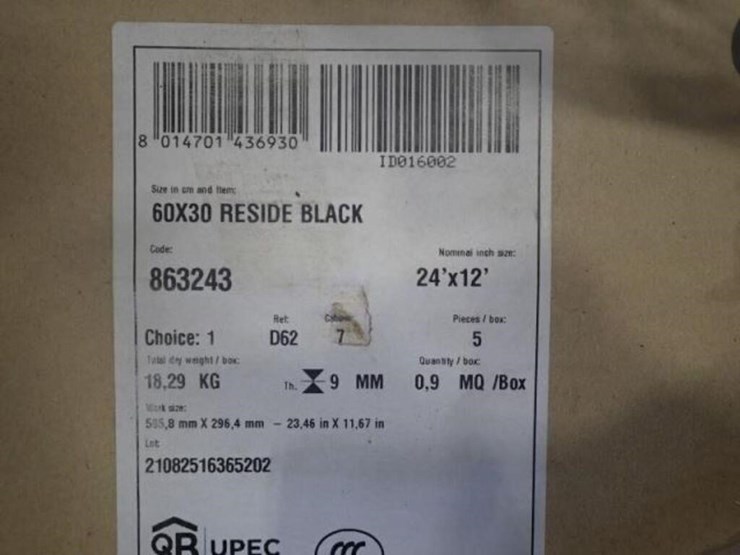 8 014701 436930
ID016002
Size in cm and Item:
60X30 RESIDE BLACK
Code:
863243
Nominal inch size:
24'x12'
Choice: 1
Ref:
D62
7
Pieces / box:
5
Total dry weight / box:
18,29 KG
Th. 9 MM
Quantity / box:
0,9 MQ /Box
Work size:
mm X 296,4 mm - 23,46 in X 11,67 in
Lot:
21082516365202
QB UPEC
CCC